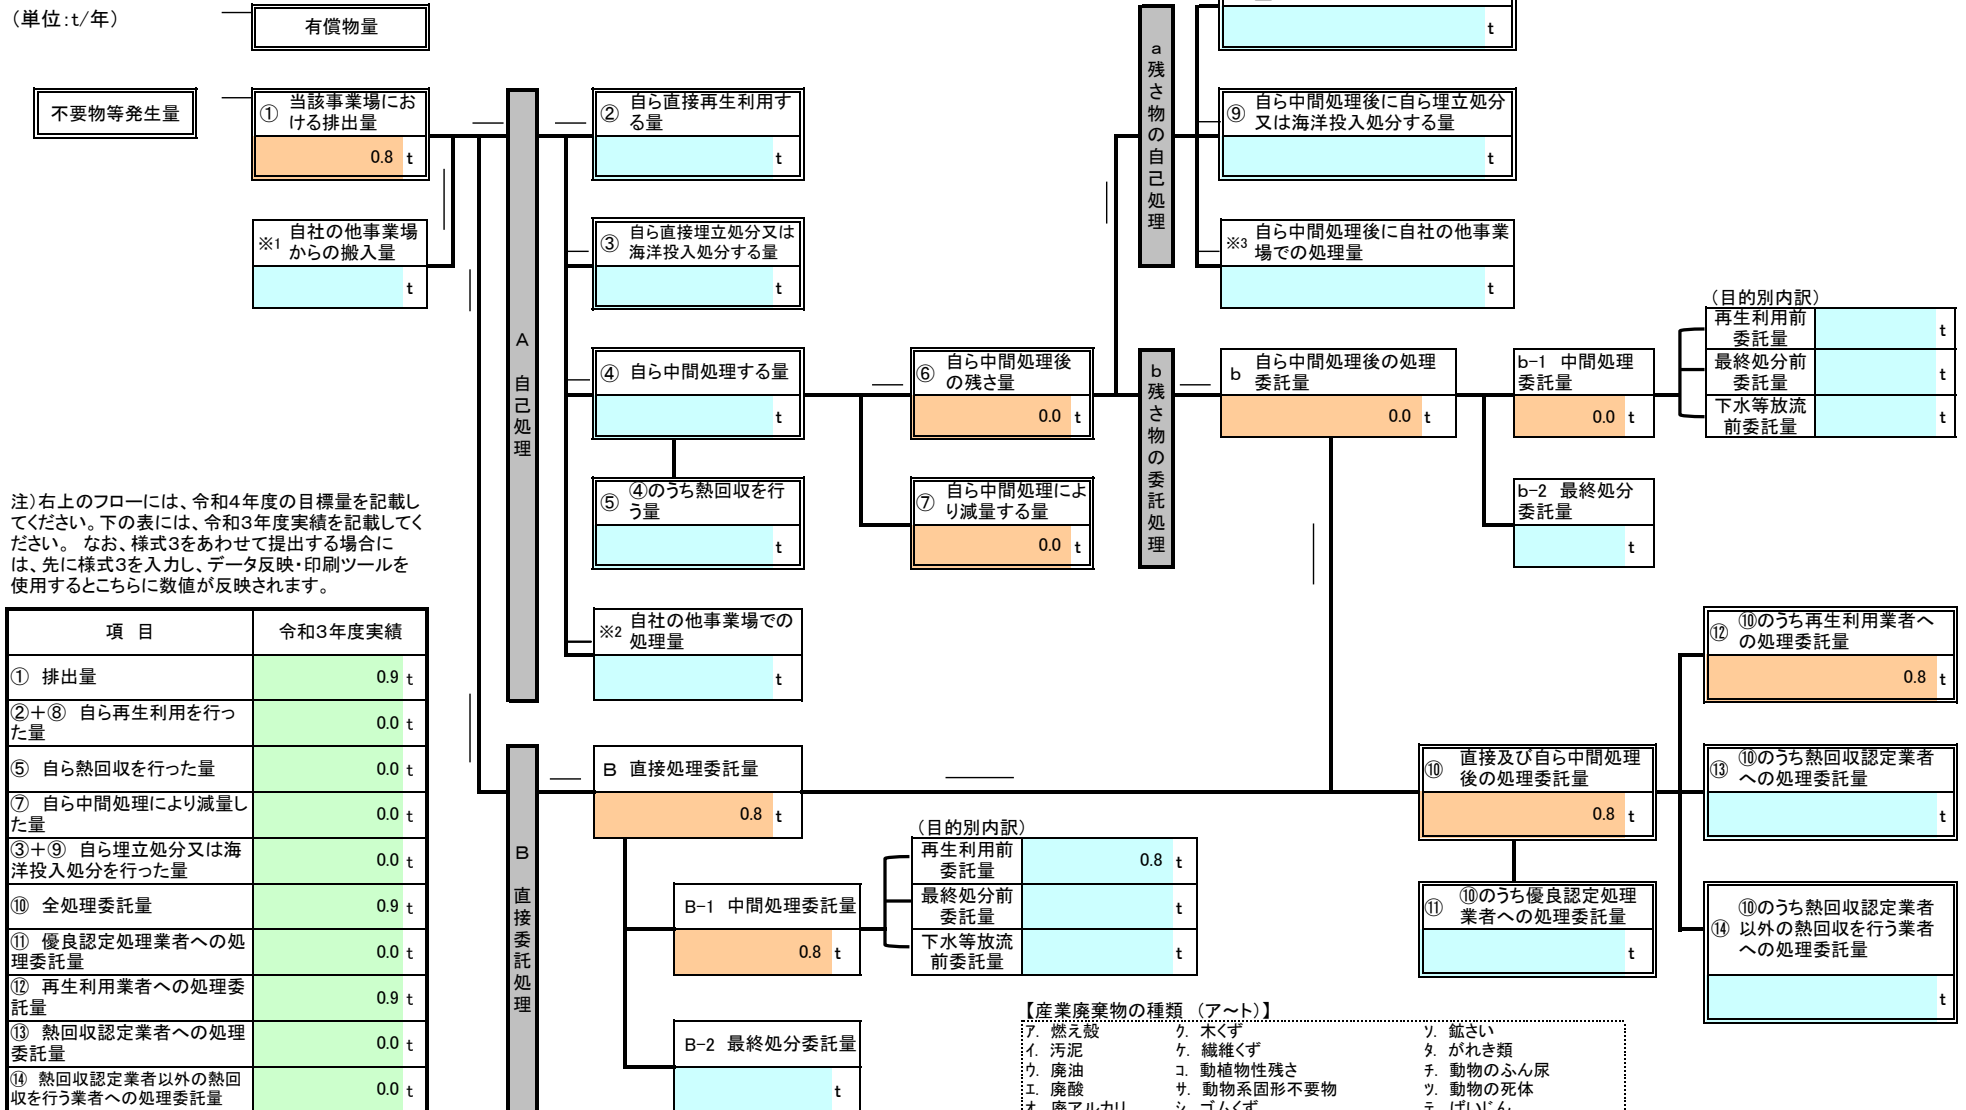 （単位:t/年）
有償物量
t
不要物等発生量
① 当該事業場にお
ける排出量
0.8 t
※1 自社の他事業場
からの搬入量
t
A 自己処理
② 自ら直接再生利用す
る量
t
③ 自ら直接埋立処分又は
海洋投入処分する量
t
④ 自ら中間処理する量
t
⑤ ④のうち熱回収を行
う量
t
※2 自社の他事業場での
処理量
t
⑥ 自ら中間処理後
の残さ量
0.0 t
⑦ 自ら中間処理によ
り減量する量
0.0 t
a 残さ物の自己処理
⑨ 自ら中間処理後に自ら埋立処分
又は海洋投入処分する量
t
※3 自ら中間処理後に自社の他事業
場での処理量
t
b 残さ物の委託処理
b 自ら中間処理後の処理
委託量
0.0 t
b-1 中間処理
委託量
0.0 t
b-2 最終処分
委託量
t
（目的別内訳）
再生利用前
委託量
t
最終処分前
委託量
t
下水等放流
前委託量
t
注）右上のフローには、令和４年度の目標量を記載し
てください。下の表には、令和３年度実績を記載してく
ださい。 なお、様式３をあわせて提出する場合に
は、先に様式３を入力し、データ反映・印刷ツールを
使用するとこちらに数値が反映されます。
項 目 令和３年度実績
① 排出量 0.9 t
②＋⑧ 自ら再生利用を行っ
た量 0.0 t
⑤ 自ら熱回収を行った量 0.0 t
⑦ 自ら中間処理により減量し
た量 0.0 t
③＋⑨ 自ら埋立処分又は海
洋投入処分を行った量 0.0 t
⑩ 全処理委託量 0.9 t
⑪ 優良認定処理業者への処
理委託量 0.0 t
⑫ 再生利用業者への処理委
託量 0.9 t
⑬ 熱回収認定業者への処理
委託量 0.0 t
⑭ 熱回収認定業者以外の熱回
収を行う業者への処理委託量 0.0 t
B 直接委託処理
B 直接処理委託量
0.8 t
B-1 中間処理委託量
0.8 t
B-2 最終処分委託量
t
（目的別内訳）
再生利用前
委託量
0.8 t
最終処分前
委託量
t
下水等放流
前委託量
t
⑩ 直接及び自ら中間処理
後の処理委託量
0.8 t
⑪ ⑩のうち優良認定処理
業者への処理委託量
t
⑫ ⑩のうち再生利用業者へ
の処理委託量
0.8 t
⑬ ⑩のうち熱回収認定業者
への処理委託量
t
⑭ ⑩のうち熱回収認定業者
以外の熱回収を行う業者
への処理委託量
t
【産業廃棄物の種類 （ア～ト）】
ア. 燃え殻 ク. 木くず ソ. 鉱さい
イ. 汚泥 ケ. 繊維くず タ. がれき類
ウ. 廃油 コ. 動植物性残さ チ. 動物のふん尿
エ. 廃酸 サ. 動物系固形不要物 ツ. 動物の死体
オ. 廃アルカリ シ. ゴムくず テ. ばいじん